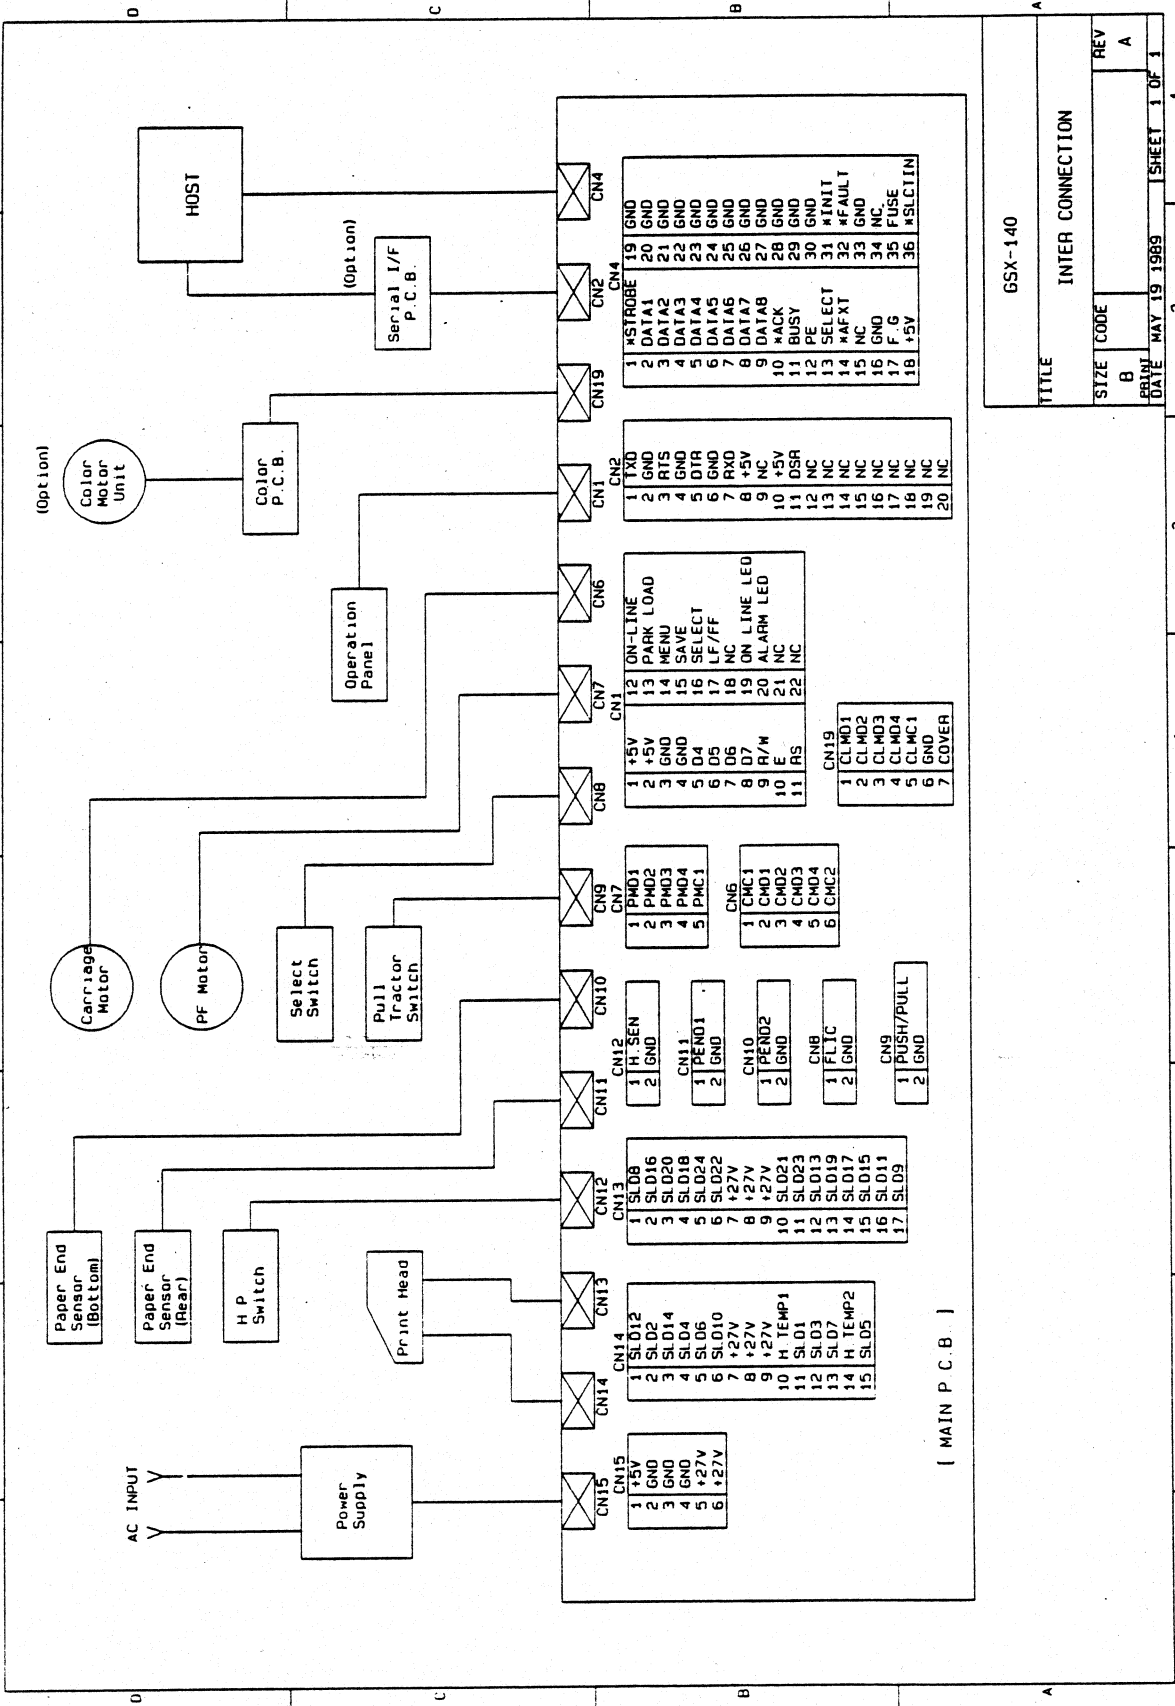 D
C
B
A
AC INPUT
Power
Supply
Paper End
Sensor
(Bottom)
Paper End
Sensor
(Rear)
H P
Switch
Print Head
Carriage
Motor
PF Motor
Select
Switch
Pull
Tractor
Switch
Operation
Panel
(Option)
Color
Motor
Unit
Color
P.C.B.
(Option)
Serial I/F
P.C.B.
HOST
CN15
CN14
CN13
CN12
CN11
CN10
CN9
CN8
CN7
CN6
CN1
CN19
CN2
CN4
CN15
1 +5V
2 GND
3 GND
4 GND
5 +27V
6 +27V
CN14
1 SLD12
2 SLD2
3 SLD14
4 SLD4
5 SLD6
6 SLD10
7 +27V
8 +27V
9 +27V
10 H TEMP1
11 SLD1
12 SLD3
13 SLD7
14 H TEMP2
15 SLD5
CN13
1 SLD8
2 SLD16
3 SLD20
4 SLD18
5 SLD24
6 SLD22
7 +27V
8 +27V
9 +27V
10 SLD21
11 SLD23
12 SLD13
13 SLD19
14 SLD17
15 SLD15
16 SLD11
17 SLD9
CN12
1 H.SEN
2 GND
CN11
1 PEND1
2 GND
CN10
1 PEND2
2 GND
CN8
1 FLIC
2 GND
CN9
1 PUSH/PULL
2 GND
CN7
1 PMD1
2 PMD2
3 PMD3
4 PMD4
5 PMC1
CN6
1 CMC1
2 CMD1
3 CMD2
4 CMD3
5 CMD4
6 CMC2
CN1
1 +5V 12 ON-LINE
2 +5V 13 PARK LOAD
3 GND 14 MENU
4 GND 15 SAVE
5 D4 16 SELECT
6 D5 17 LF/FF
7 D6 18 NC
8 D7 19 ON LINE LED
9 R/W 20 ALARM LED
10 E 21 NC
11 RS 22 NC
CN19
1 CLMD1
2 CLMD2
3 CLMD3
4 CLMD4
5 CLMC1
6 GND
7 COVER
CN2
1 TXD
2 GND
3 RTS
4 GND
5 DTR
6 GND
7 RXD
8 +5V
9 NC
10 +5V
11 DSR
12 NC
13 NC
14 NC
15 NC
16 NC
17 NC
18 NC
19 NC
20 NC
CN4
1 *STROBE 19 GND
2 DATA1 20 GND
3 DATA2 21 GND
4 DATA3 22 GND
5 DATA4 23 GND
6 DATA5 24 GND
7 DATA6 25 GND
8 DATA7 26 GND
9 DATA8 27 GND
10 *ACK 28 GND
11 BUSY 29 GND
12 PE 30 GND
13 SELECT 31 *INIT
14 *AFXT 32 *FAULT
15 NC 33 GND
16 GND 34 NC
17 F.G 35 FUSE
18 +5V 36 *SLCTIN
[ MAIN P.C.B. ]
GSX-140
TITLE
INTER CONNECTION
SIZE CODE REV
B A
PRINT
DATE MAY 19 1989 SHEET 1 OF 1
D
C
B
A